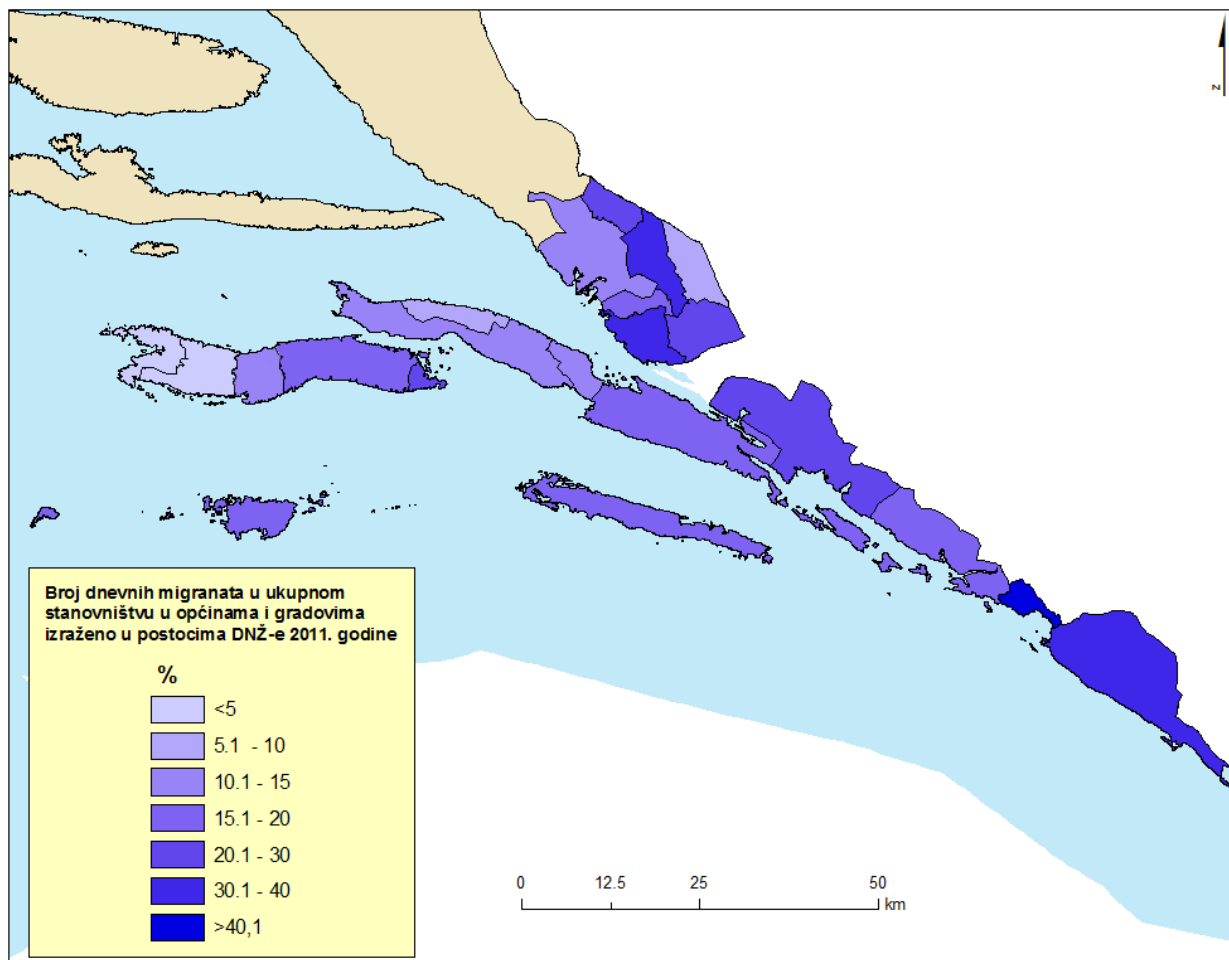 z
Broj dnevnih migranata u ukupnom
stanovništvu u općinama i gradovima
izraženo u postocima DNŽ-e 2011. godine
%
<5
5.1 - 10
10.1 - 15
15.1 - 20
20.1 - 30
30.1 - 40
>40,1
0 12.5 25 50
km